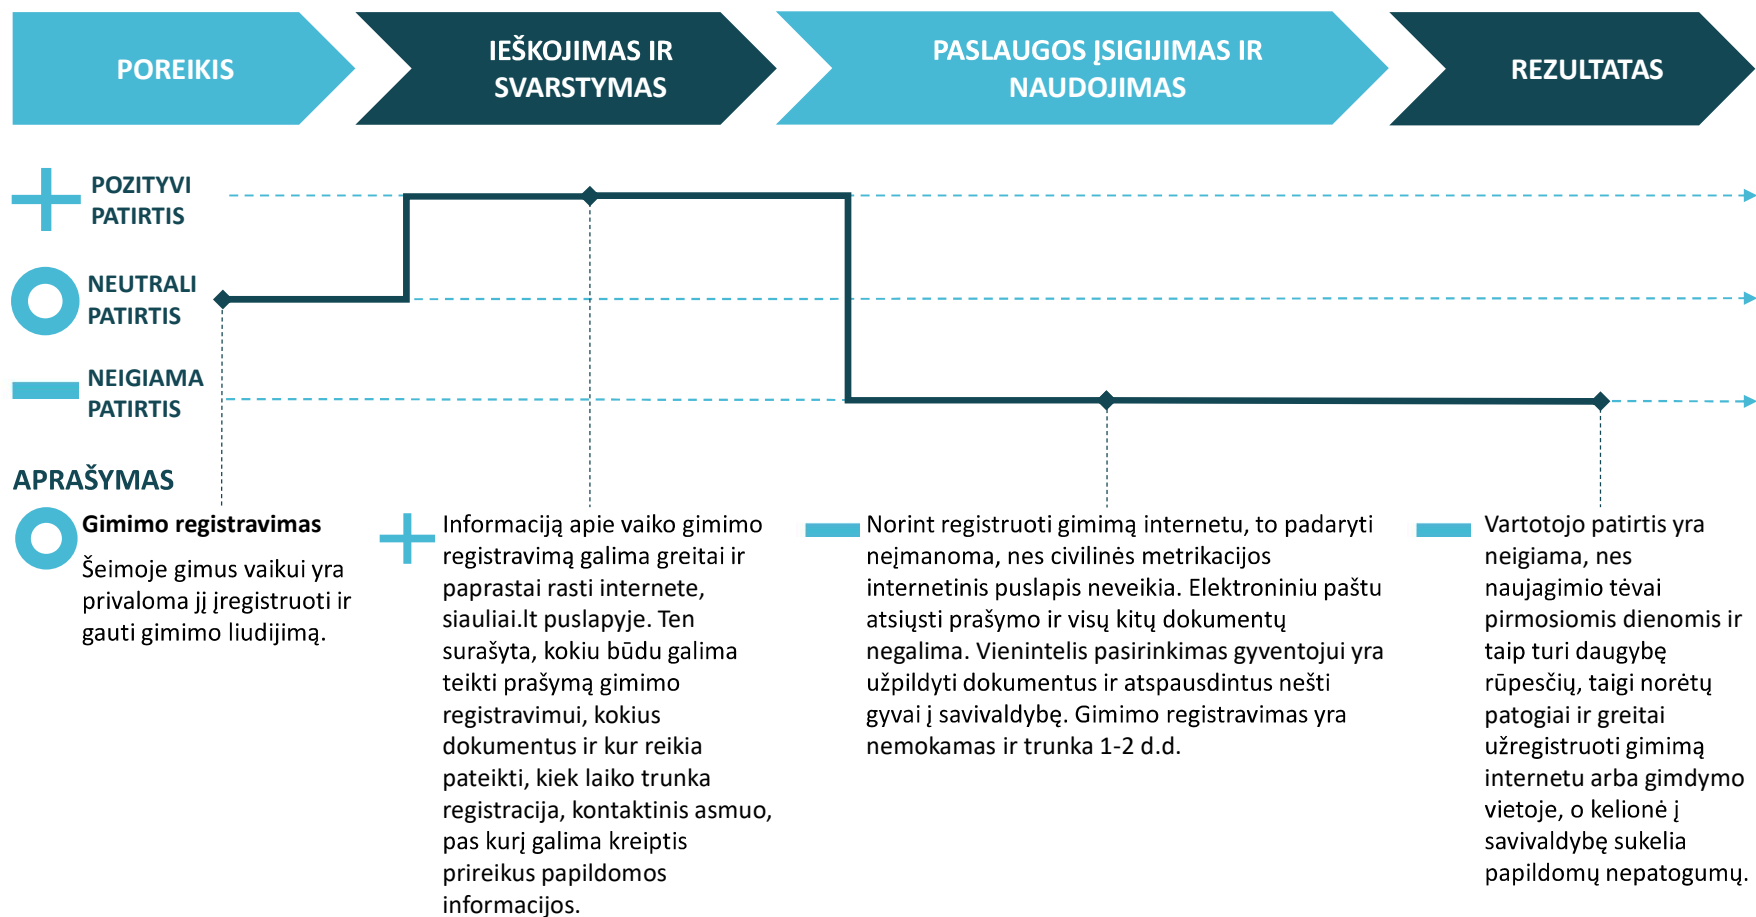 POREIKIS
IEŠKOJIMAS IR
SVARSTYMAS
PASLAUGOS ĮSIGIJIMAS IR
NAUDOJIMAS
REZULTATAS
POZITYVI
PATIRTIS
NEUTRALI
PATIRTIS
NEIGIAMA
PATIRTIS
APRAŠYMAS
Gimimo registravimas
Šeimoje gimus vaikui yra
privaloma jį įregistruoti ir
gauti gimimo liudijimą.
Informaciją apie vaiko gimimo
registravimą galima greitai ir
paprastai rasti internete,
siauliai.lt puslapyje. Ten
surašyta, kokiu būdu galima
teikti prašymą gimimo
registravimui, kokius
dokumentus ir kur reikia
pateikti, kiek laiko trunka
registracija, kontaktinis asmuo,
pas kurį galima kreiptis
prireikus papildomos
informacijos.
Norint registruoti gimimą internetu, to padaryti
neįmanoma, nes civilinės metrikacijos
internetinis puslapis neveikia. Elektroniniu paštu
atsiųsti prašymo ir visų kitų dokumentų
negalima. Vienintelis pasirinkimas gyventojui yra
užpildyti dokumentus ir atspausdintus nešti
gyvai į savivaldybę. Gimimo registravimas yra
nemokamas ir trunka 1-2 d.d.
Vartotojo patirtis yra
neigiama, nes
naujagimio tėvai
pirmosiomis dienomis ir
taip turi daugybę
rūpesčių, taigi norėtų
patogiai ir greitai
užregistruoti gimimą
internetu arba gimdymo
vietoje, o kelionė į
savivaldybę sukelia
papildomų nepatogumų.